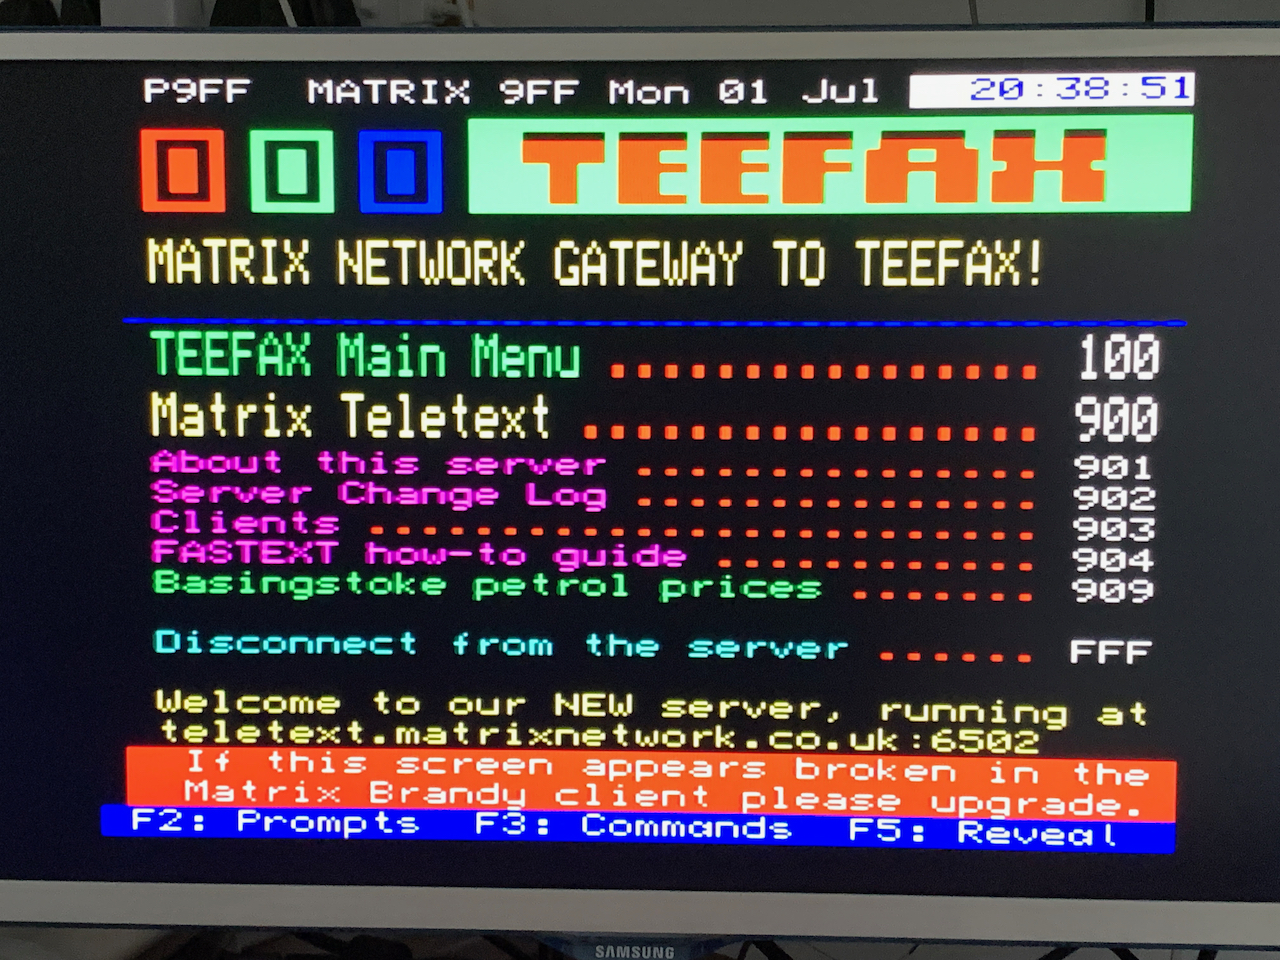 P9FF MATRIX 9FF Mon 01 Jul 20:38:51
TEEFAX
MATRIX NETWORK GATEWAY TO TEEFAX!
TEEFAX Main Menu ................ 100
Matrix Teletext ................. 900
About this server ............... 901
Server Change Log ............... 902
Clients ......................... 903
FASTEXT how-to guide ............ 904
Basingstoke petrol prices ....... 909
Disconnect from the server ...... FFF
Welcome to our NEW server, running at
teletext.matrixnetwork.co.uk:6502
If this screen appears broken in the
Matrix Brandy client please upgrade.
F2: Prompts F3: Commands F5: Reveal
SAMSUNG